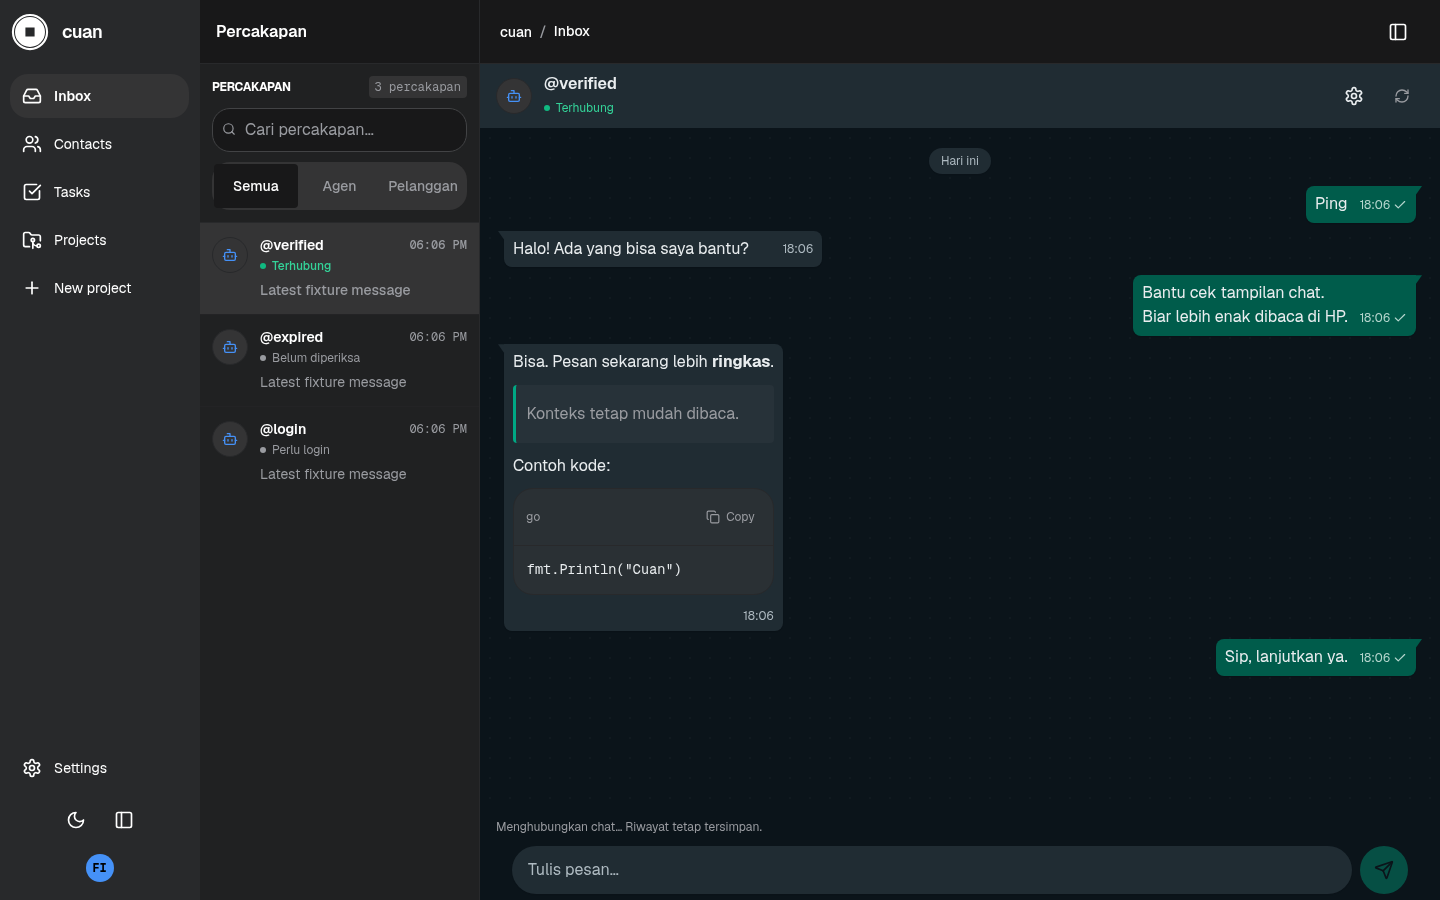 cuan
Inbox
Contacts
Tasks
Projects
New project
Settings
FI
Percakapan
PERCAKAPAN
3 percakapan
Cari percakapan...
Semua
Agen
Pelanggan
@verified
06:06 PM
Terhubung
Latest fixture message
@expired
06:06 PM
Belum diperiksa
Latest fixture message
@login
06:06 PM
Perlu login
Latest fixture message
cuan / Inbox
@verified
Terhubung
Hari ini
Ping 18:06
Halo! Ada yang bisa saya bantu? 18:06
Bantu cek tampilan chat.
Biar lebih enak dibaca di HP. 18:06
Bisa. Pesan sekarang lebih ringkas.
Konteks tetap mudah dibaca.
Contoh kode:
go
Copy
fmt.Println("Cuan")
18:06
Sip, lanjutkan ya. 18:06
Menghubungkan chat... Riwayat tetap tersimpan.
Tulis pesan...